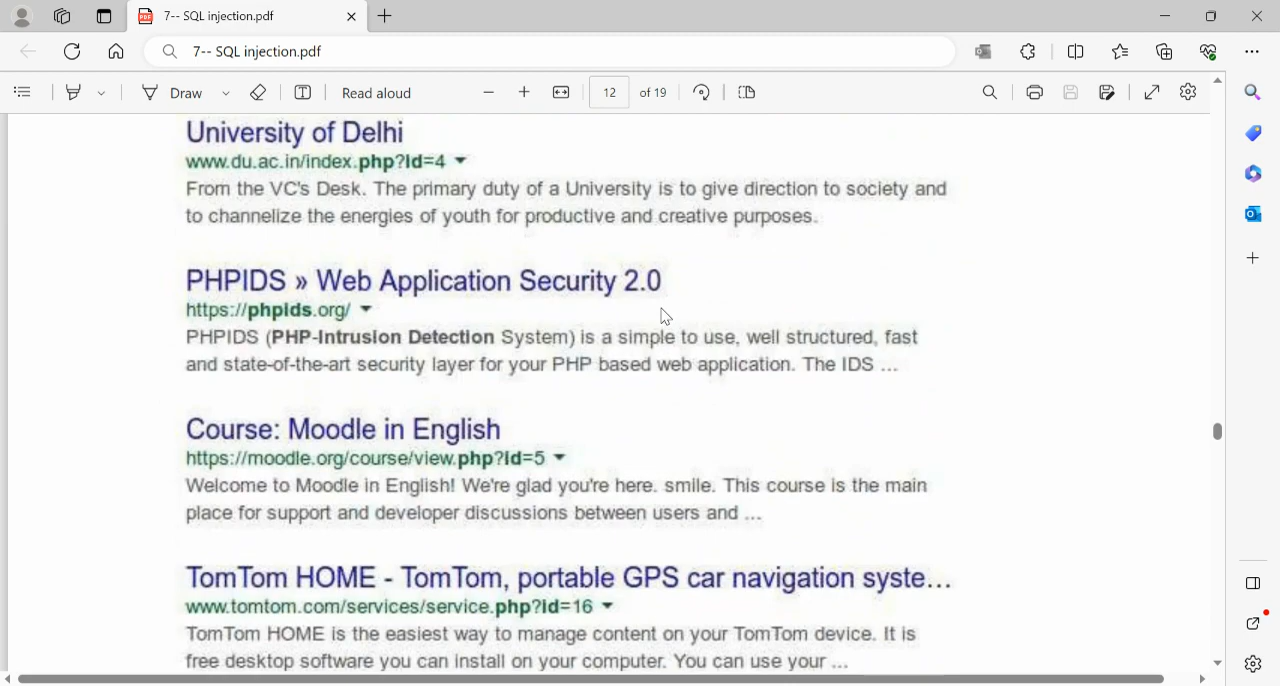 7-- SQL injection.pdf
7-- SQL injection.pdf
Draw
Read aloud
12 of 19
University of Delhi
www.du.ac.in/index.php?id=4
From the VC's Desk. The primary duty of a University is to give direction to society and
to channelize the energies of youth for productive and creative purposes.
PHPIDS » Web Application Security 2.0
https://phpids.org/
PHPIDS (PHP-Intrusion Detection System) is a simple to use, well structured, fast
and state-of-the-art security layer for your PHP based web application. The IDS ...
Course: Moodle in English
https://moodle.org/course/view.php?id=5
Welcome to Moodle in English! We're glad you're here. smile. This course is the main
place for support and developer discussions between users and ...
TomTom HOME - TomTom, portable GPS car navigation syste...
www.tomtom.com/services/service.php?id=16
TomTom HOME is the easiest way to manage content on your TomTom device. It is
free desktop software you can install on your computer. You can use your ...